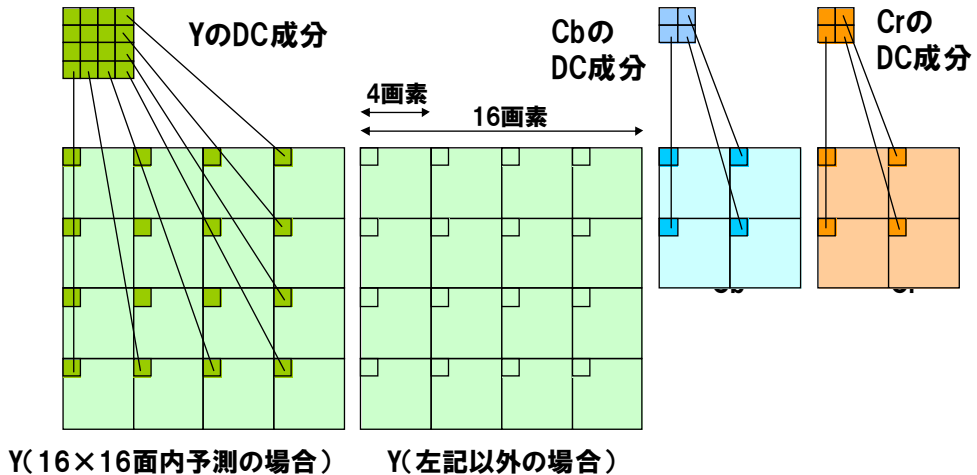 YのDC成分
Cbの
DC成分
Crの
DC成分
4画素
16画素
Y(16×16面内予測の場合)
Y(左記以外の場合)